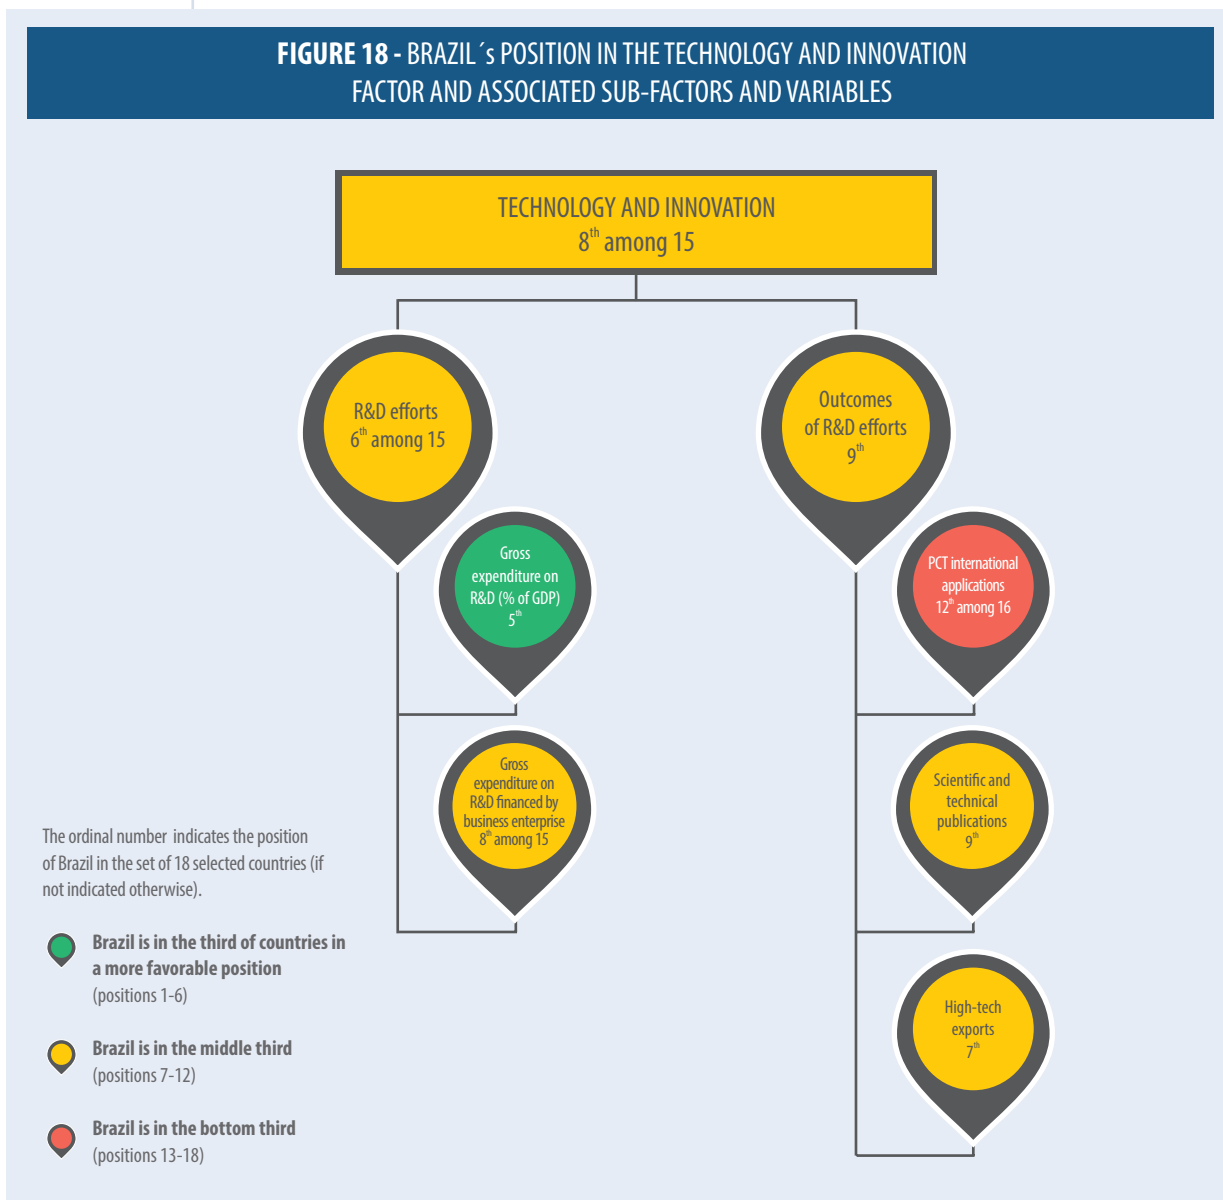 FIGURE 18 - BRAZIL ´s POSITION IN THE TECHNOLOGY AND INNOVATION
FACTOR AND ASSOCIATED SUB-FACTORS AND VARIABLES
TECHNOLOGY AND INNOVATION
8th among 15
R&D efforts
6th among 15
Outcomes
of R&D efforts
9th
Gross
expenditure on
R&D (% of GDP)
5th
PCT international
applications
12th among 16
Gross
expenditure on
R&D financed by
business enterprise
8th among 15
Scientific and
technical
publications
9th
High-tech
exports
7th
The ordinal number indicates the position
of Brazil in the set of 18 selected countries (if
not indicated otherwise).
Brazil is in the third of countries in
a more favorable position
(positions 1-6)
Brazil is in the middle third
(positions 7-12)
Brazil is in the bottom third
(positions 13-18)